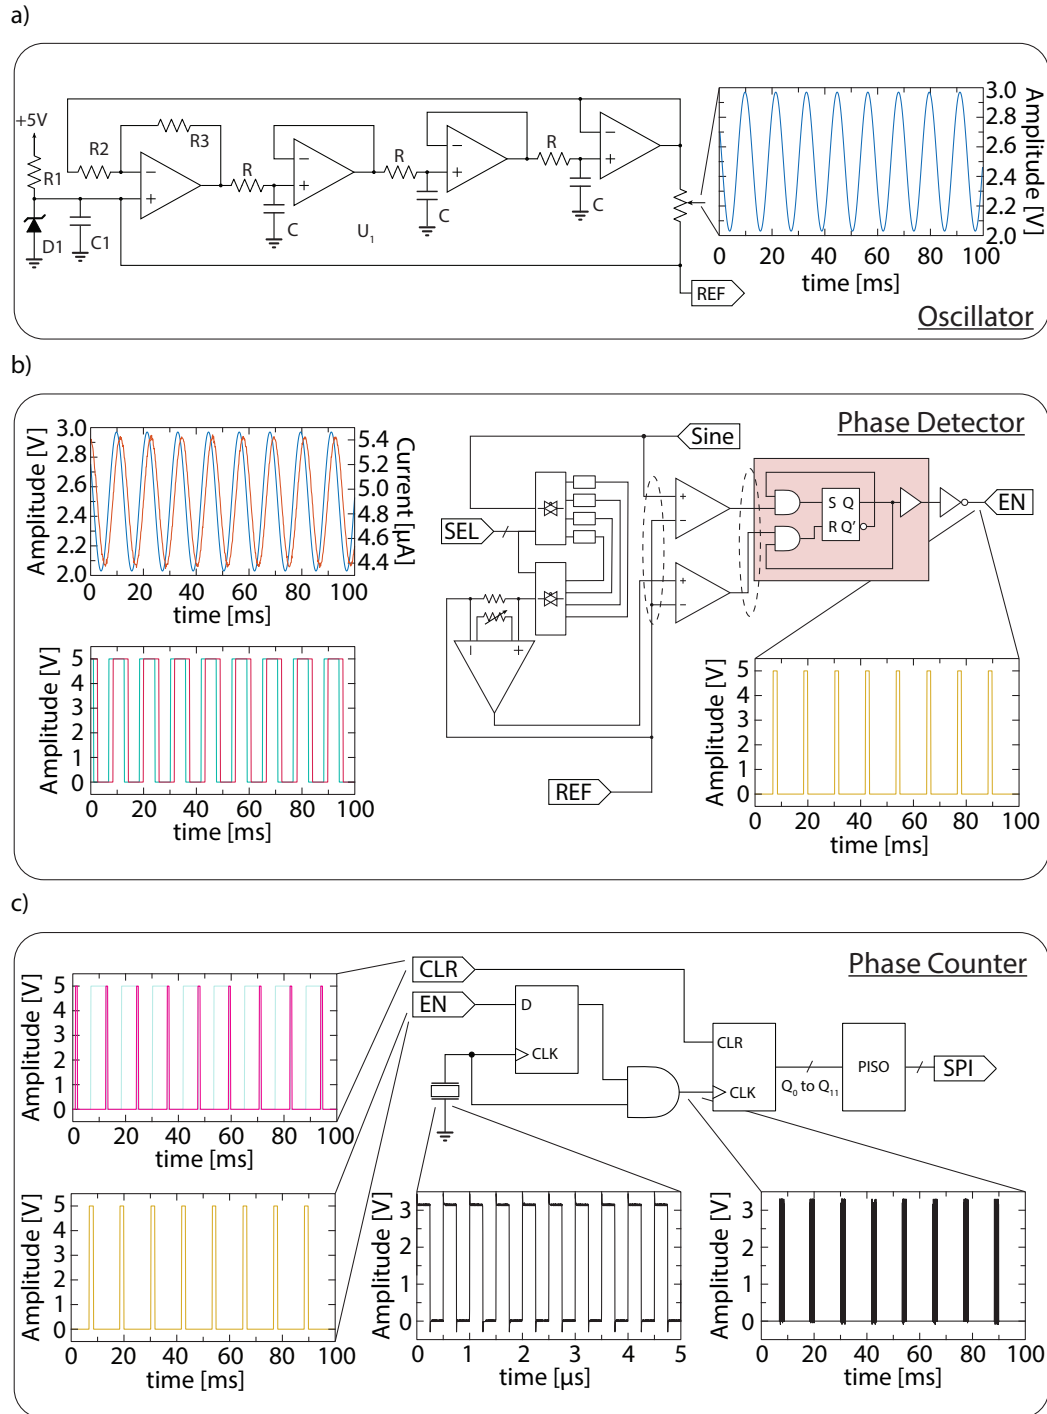 a)
+5V
R1
R2
R3
D1
C1
R
C
U1
R
C
R
C
REF
Amplitude [V]
3.0
2.8
2.6
2.4
2.2
2.0
0 20 40 60 80 100
time [ms]
Oscillator
b)
Phase Detector
Amplitude [V]
3.0
2.8
2.6
2.4
2.2
2.0
5.4
5.2
5.0
4.8
4.6
4.4
Current [µA]
0 20 40 60 80 100
time [ms]
Amplitude [V]
5
4
3
2
1
0
0 20 40 60 80 100
time [ms]
Sine
SEL
+
−
+
−
S Q
R Q'
EN
REF
Amplitude [V]
5
4
3
2
1
0
0 20 40 60 80 100
time [ms]
c)
Phase Counter
Amplitude [V]
5
4
3
2
1
0
0 20 40 60 80 100
time [ms]
CLR
EN
D
CLK
CLR
CLK
Q0 to Q11
PISO
SPI
Amplitude [V]
5
4
3
2
1
0
0 20 40 60 80 100
time [ms]
Amplitude [V]
3
2
1
0
0 1 2 3 4 5
time [µs]
Amplitude [V]
3
2
1
0
0 20 40 60 80 100
time [ms]